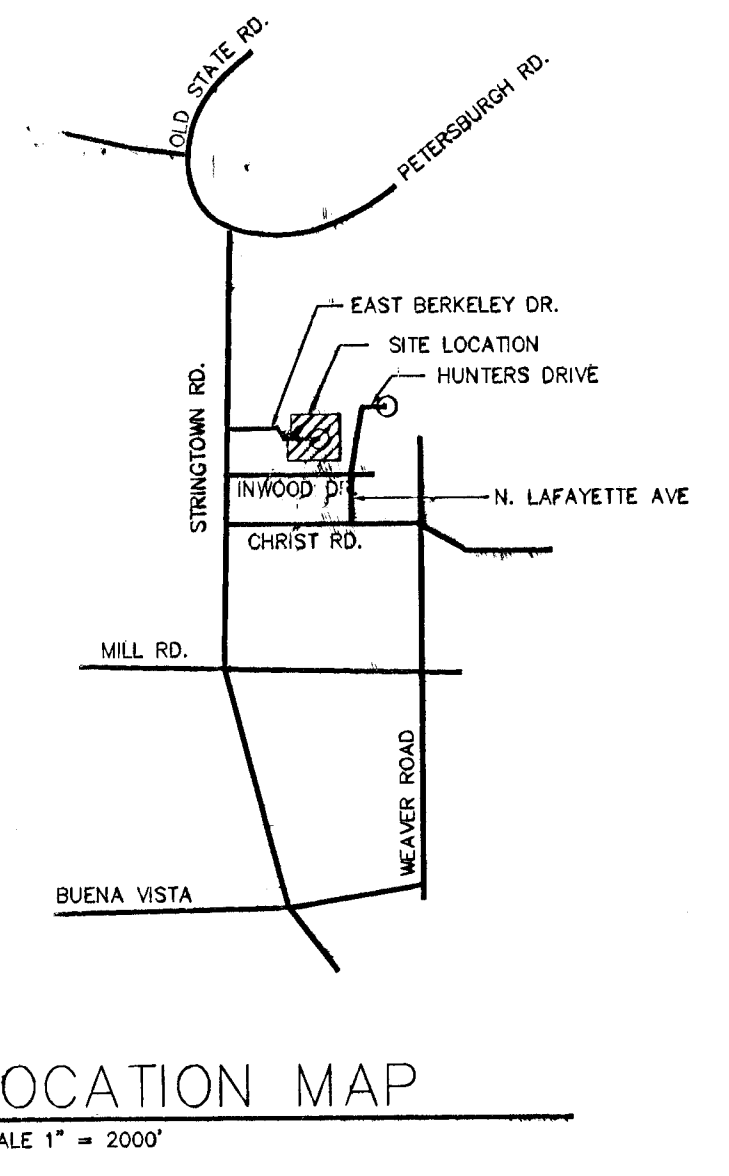 OLD STATE RD.
PETERSBURGH RD.
EAST BERKELEY DR.
SITE LOCATION
HUNTERS DRIVE
STRINGTOWN RD.
INWOOD DR
N. LAFAYETTE AVE
CHRIST RD.
MILL RD.
WEAVER ROAD
BUENA VISTA
OCATION MAP
ALE 1" = 2000'